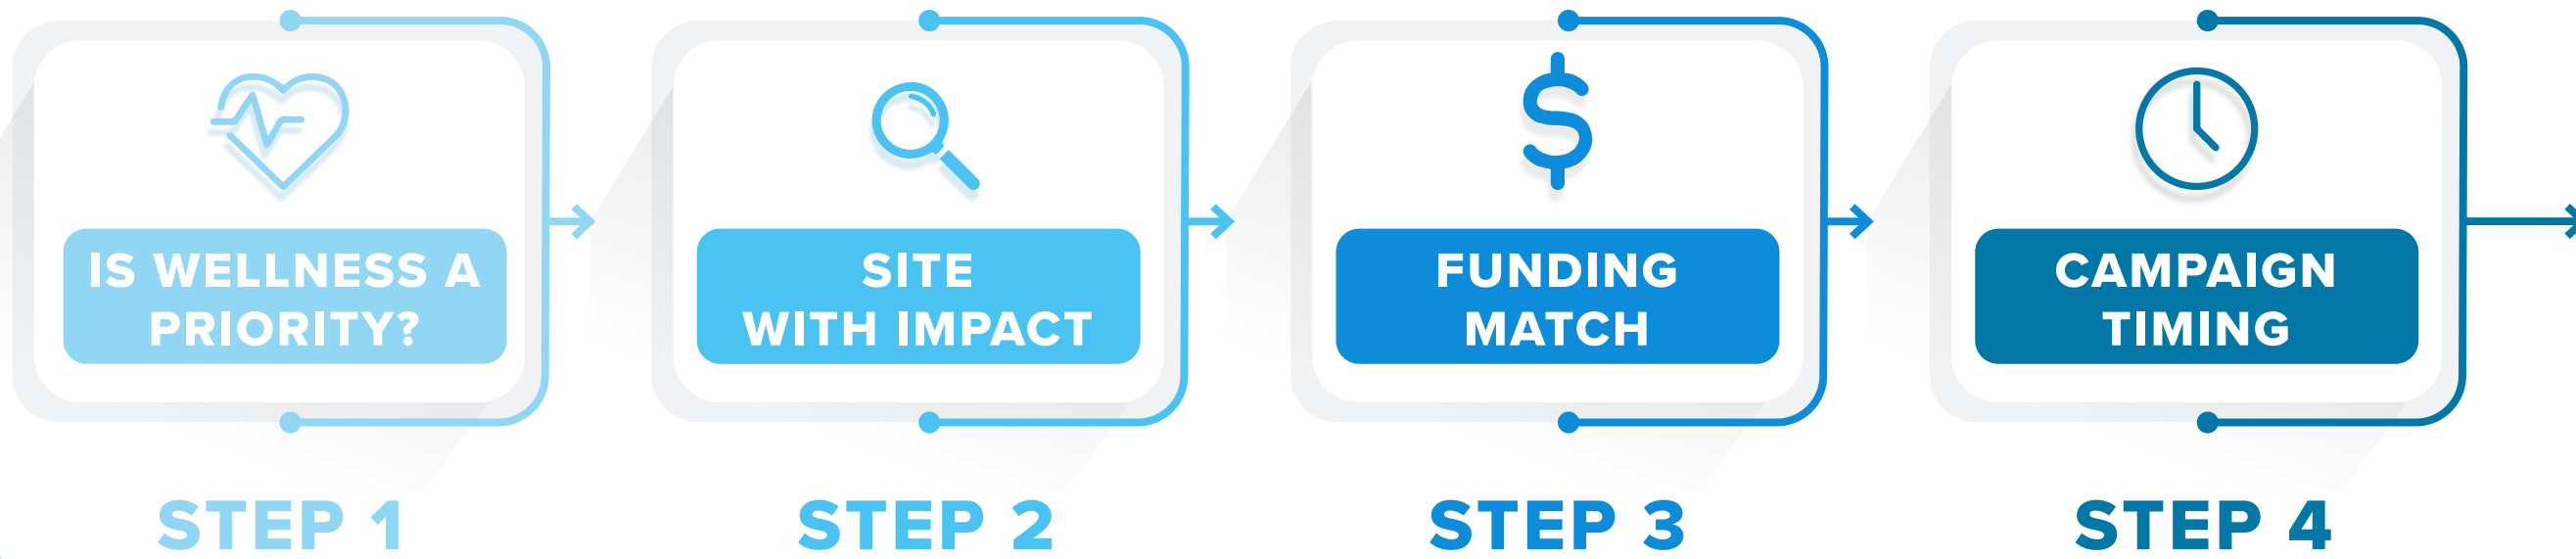 IS WELLNESS A
PRIORITY?
STEP 1
SITE
WITH IMPACT
STEP 2
$
FUNDING
MATCH
STEP 3
CAMPAIGN
TIMING
STEP 4